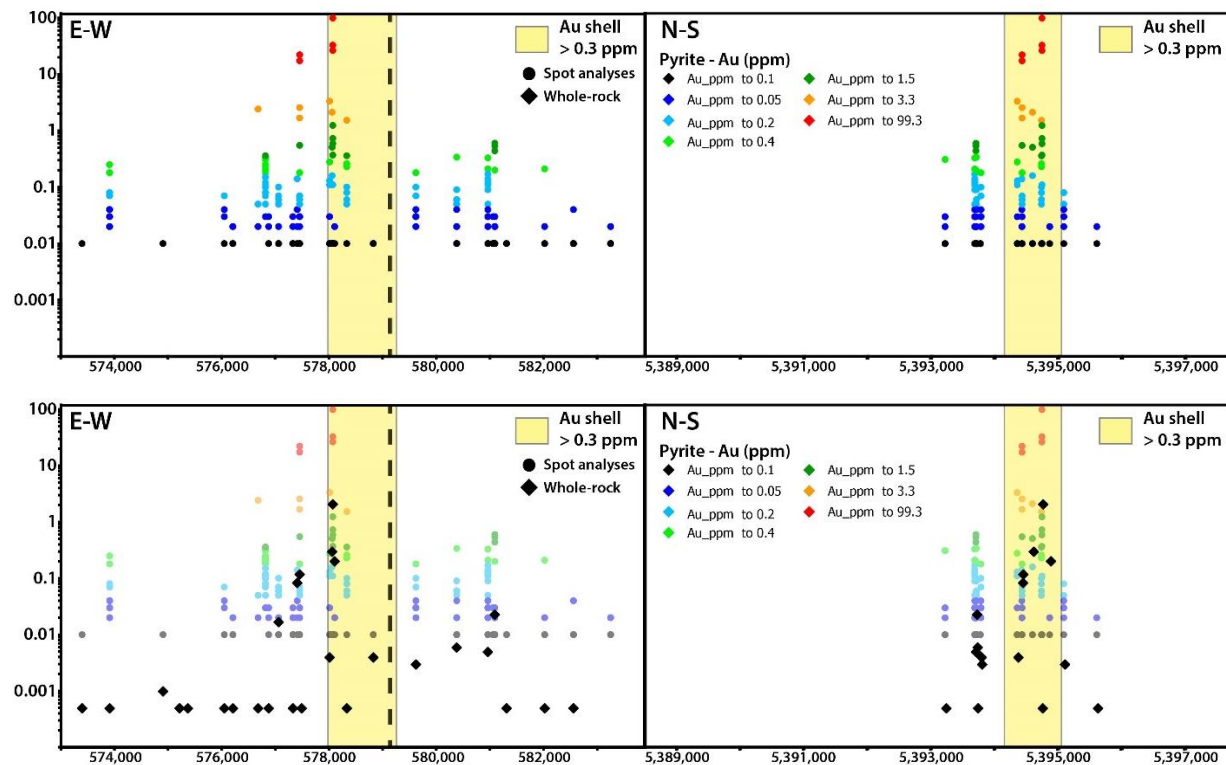 E-W
Au shell
> 0.3 ppm
Spot analyses
Whole-rock
100
10
1
0.1
0.01
0.001
574,000 576,000 578,000 580,000 582,000
N-S
Au shell
> 0.3 ppm
Pyrite - Au (ppm)
Au_ppm to 0.1
Au_ppm to 0.05
Au_ppm to 0.2
Au_ppm to 0.4
Au_ppm to 1.5
Au_ppm to 3.3
Au_ppm to 99.3
5,389,000 5,391,000 5,393,000 5,395,000 5,397,000
E-W
Au shell
> 0.3 ppm
Spot analyses
Whole-rock
100
10
1
0.1
0.01
0.001
574,000 576,000 578,000 580,000 582,000
N-S
Au shell
> 0.3 ppm
Pyrite - Au (ppm)
Au_ppm to 0.1
Au_ppm to 0.05
Au_ppm to 0.2
Au_ppm to 0.4
Au_ppm to 1.5
Au_ppm to 3.3
Au_ppm to 99.3
5,389,000 5,391,000 5,393,000 5,395,000 5,397,000